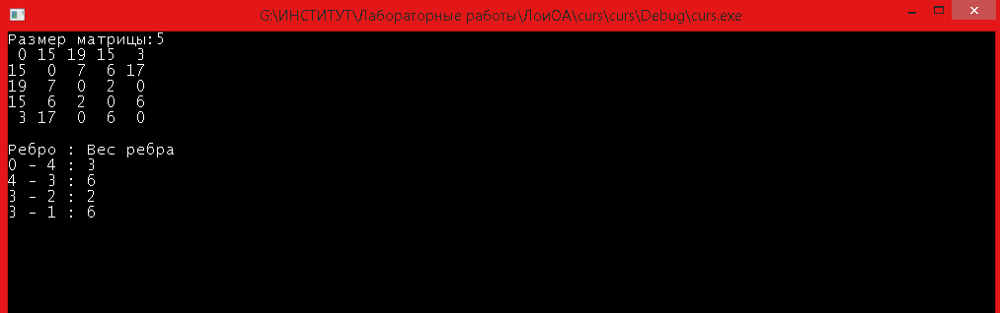 G:\ИНСТИТУТ\Лабораторные работы\ЛоиОА\curs\curs\Debug\curs.exe
Размер матрицы:5
0 15 19 15 3
15 0 7 6 17
19 7 0 2 0
15 6 2 0 6
3 17 0 6 0
Ребро : Вес ребра
0 - 4 : 3
4 - 3 : 6
3 - 2 : 2
3 - 1 : 6